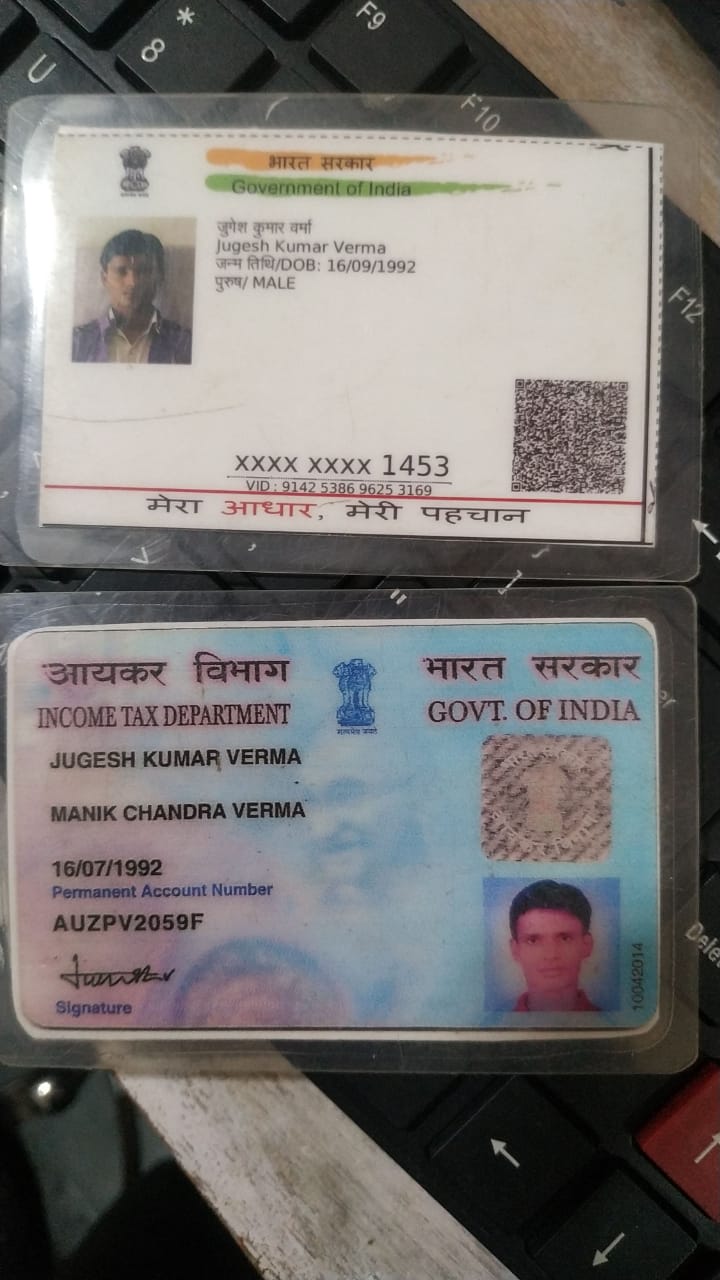 U
8
*
F9
F10
F12
भारत सरकार
Government of India
जुगेश कुमार वर्मा
Jugesh Kumar Verma
जन्म तिथि/DOB: 16/09/1992
पुरुष/ MALE
XXXX XXXX 1453
VID : 9142 5386 9625 3169
मेरा आधार, मेरी पहचान
आयकर विभाग
भारत सरकार
INCOME TAX DEPARTMENT
GOVT. OF INDIA
सत्यमेव जयते
JUGESH KUMAR VERMA
MANIK CHANDRA VERMA
16/07/1992
Permanent Account Number
AUZPV2059F
Signature
10042014
Dele